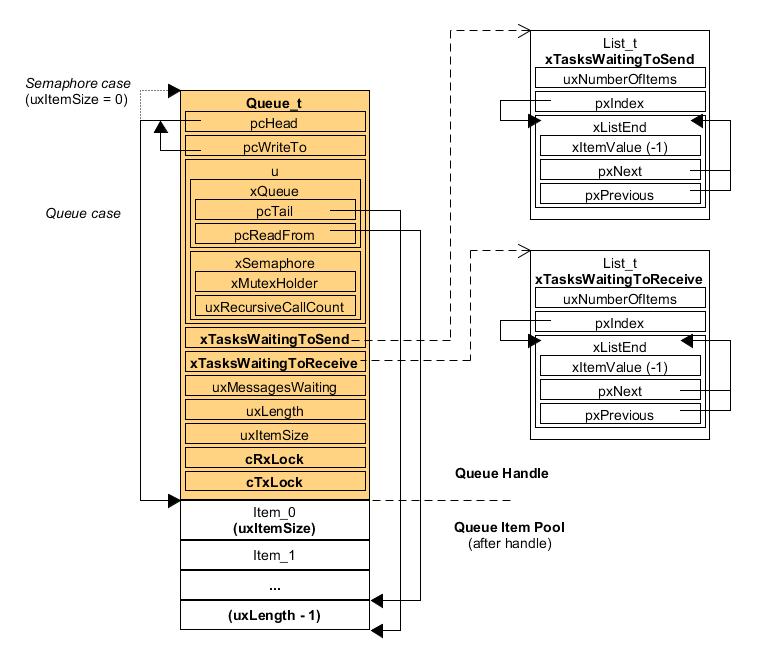 Semaphore case
(uxItemSize = 0)
Queue case
Queue_t
pcHead
pcWriteTo
u
xQueue
pcTail
pcReadFrom
xSemaphore
xMutexHolder
uxRecursiveCallCount
xTasksWaitingToSend
xTasksWaitingToReceive
uxMessagesWaiting
uxLength
uxItemSize
cRxLock
cTxLock
Item_0
(uxItemSize)
Item_1
...
(uxLength - 1)
List_t
xTasksWaitingToSend
uxNumberOfItems
pxIndex
xListEnd
xItemValue (-1)
pxNext
pxPrevious
List_t
xTasksWaitingToReceive
uxNumberOfItems
pxIndex
xListEnd
xItemValue (-1)
pxNext
pxPrevious
Queue Handle
Queue Item Pool
(after handle)